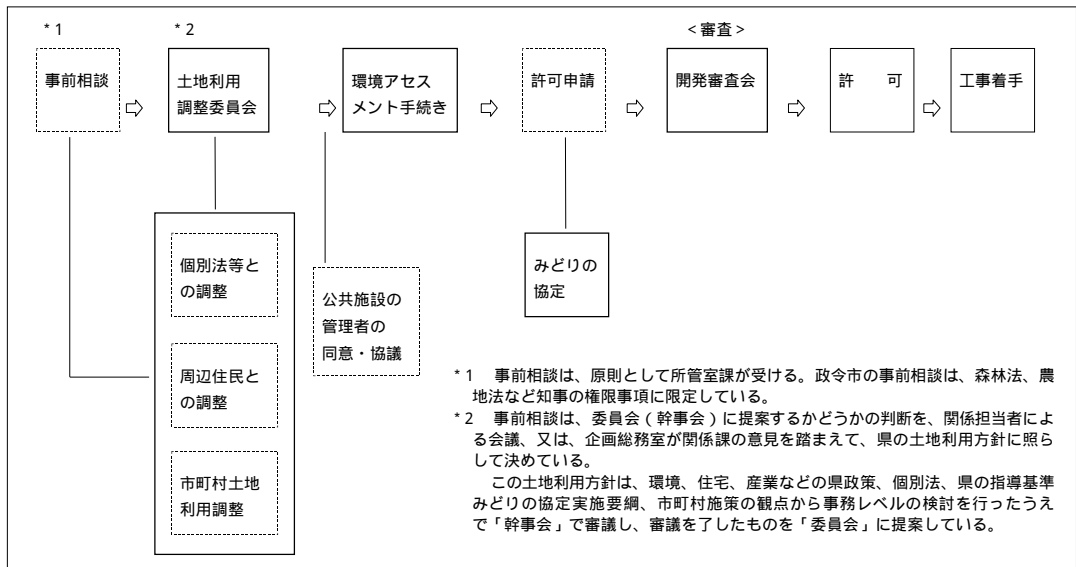 *1
*2
<審査>
事前相談
土地利用
調整委員会
環境アセス
メント手続き
許可申請
開発審査会
許 可
工事着手
個別法等と
の調整
周辺住民と
の調整
市町村土地
利用調整
公共施設の
管理者の
同意・協議
みどりの
協定
*1 事前相談は、原則として所管室課が受ける。政令市の事前相談は、森林法、農
地法など知事の権限事項に限定している。
*2 事前相談は、委員会(幹事会)に提案するかどうかの判断を、関係担当者によ
る会議、又は、企画総務室が関係課の意見を踏まえて、県の土地利用方針に照ら
して決めている。
この土地利用方針は、環境、住宅、産業などの県政策、個別法、県の指導基準
みどりの協定実施要綱、市町村施策の観点から事務レベルの検討を行ったうえ
で「幹事会」で審議し、審議を了したものを「委員会」に提案している。